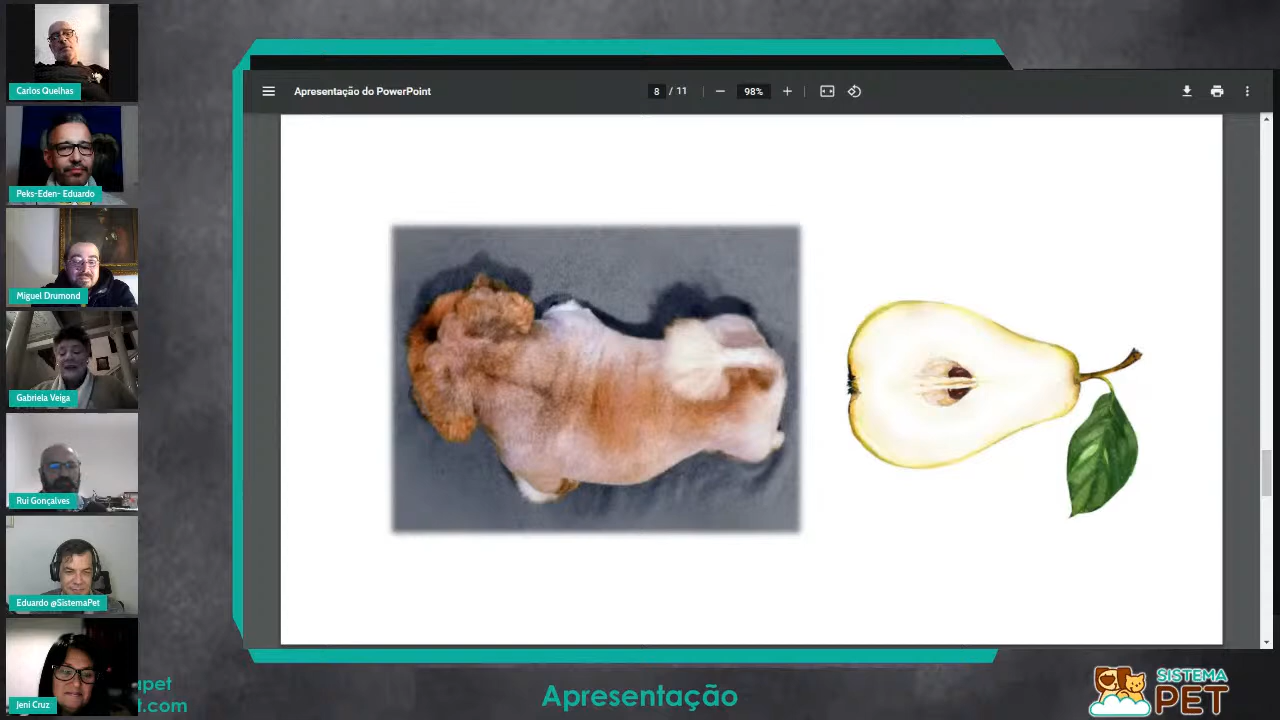 Carlos Quelhas
Peks-Eden- Eduardo
Miguel Drumond
Gabriela Veiga
Rui Gonçalves
Eduardo @SistemaPet
Jeni Cruz
Apresentação do PowerPoint
8 / 11
98%
Apresentação
SISTEMA
PET